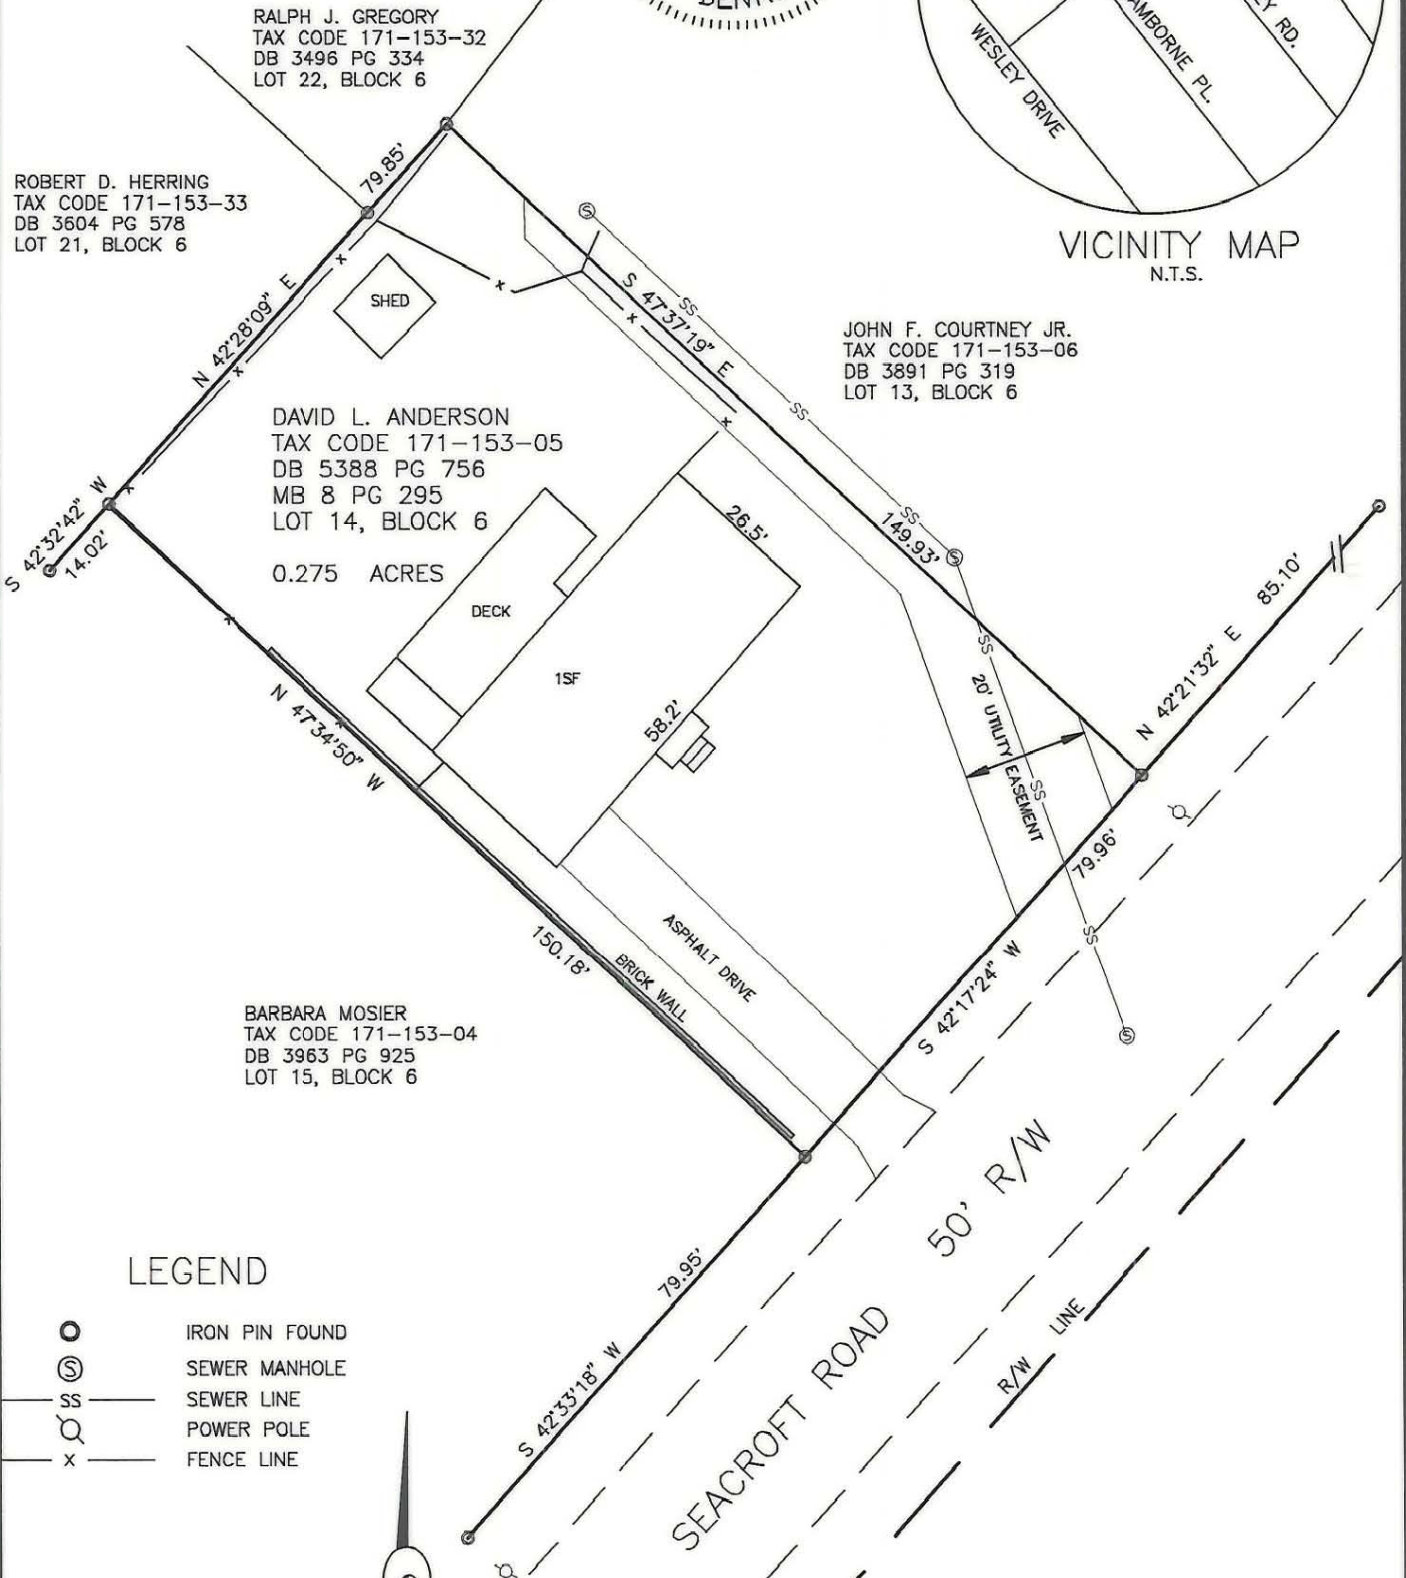 RALPH J. GREGORY
TAX CODE 171-153-32
DB 3496 PG 334
LOT 22, BLOCK 6
WESLEY DRIVE
AMBORNE PL.
EY RD.
VICINITY MAP
N.T.S.
79.85'
ROBERT D. HERRING
TAX CODE 171-153-33
DB 3604 PG 578
LOT 21, BLOCK 6
N 42°28'09" E
x
x
x
x
SHED
S 47°37'19" E
SS
x
x
JOHN F. COURTNEY JR.
TAX CODE 171-153-06
DB 3891 PG 319
LOT 13, BLOCK 6
DAVID L. ANDERSON
TAX CODE 171-153-05
DB 5388 PG 756
MB 8 PG 295
LOT 14, BLOCK 6
0.275 ACRES
S
SS
SS
149.93'
S
26.5'
S 42°32'42" W
14.02'
DECK
1SF
58.2'
x
x
N 47°34'50" W
SS
20' UTILITY EASEMENT
SS
85.10'
N 42°21'32" E
79.96'
SS
S 42°17'24" W
S
ASPHALT DRIVE
BRICK WALL
150.18'
BARBARA MOSIER
TAX CODE 171-153-04
DB 3963 PG 925
LOT 15, BLOCK 6
50' R/W
SEACROFT ROAD
R/W LINE
79.95'
S 42°33'18" W
LEGEND
IRON PIN FOUND
S SEWER MANHOLE
SS SEWER LINE
POWER POLE
x FENCE LINE